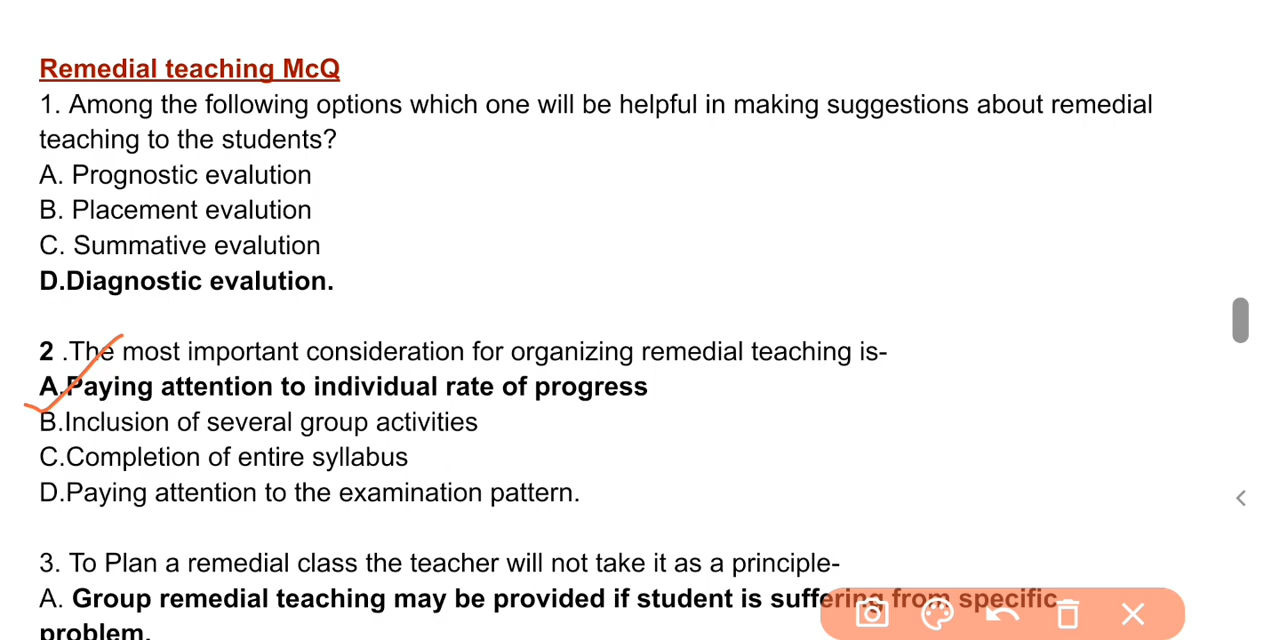 Remedial teaching McQ
1. Among the following options which one will be helpful in making suggestions about remedial
teaching to the students?
A. Prognostic evalution
B. Placement evalution
C. Summative evalution
D.Diagnostic evalution.
2 .The most important consideration for organizing remedial teaching is-
A.Paying attention to individual rate of progress
B.Inclusion of several group activities
C.Completion of entire syllabus
D.Paying attention to the examination pattern.
3. To Plan a remedial class the teacher will not take it as a principle-
A. Group remedial teaching may be provided if student is suffering from specific
problem.